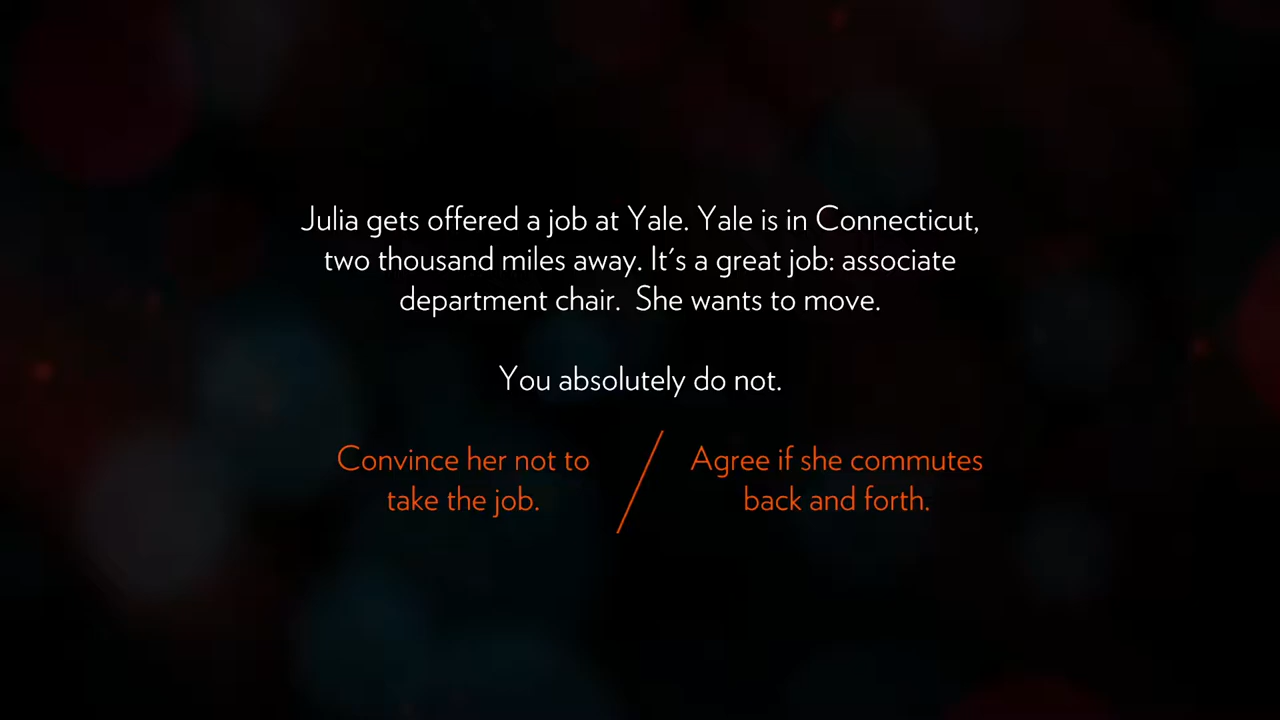 Julia gets offered a job at Yale. Yale is in Connecticut,
two thousand miles away. It's a great job: associate
department chair.  She wants to move.
You absolutely do not.
Convince her not to
take the job.
Agree if she commutes
back and forth.